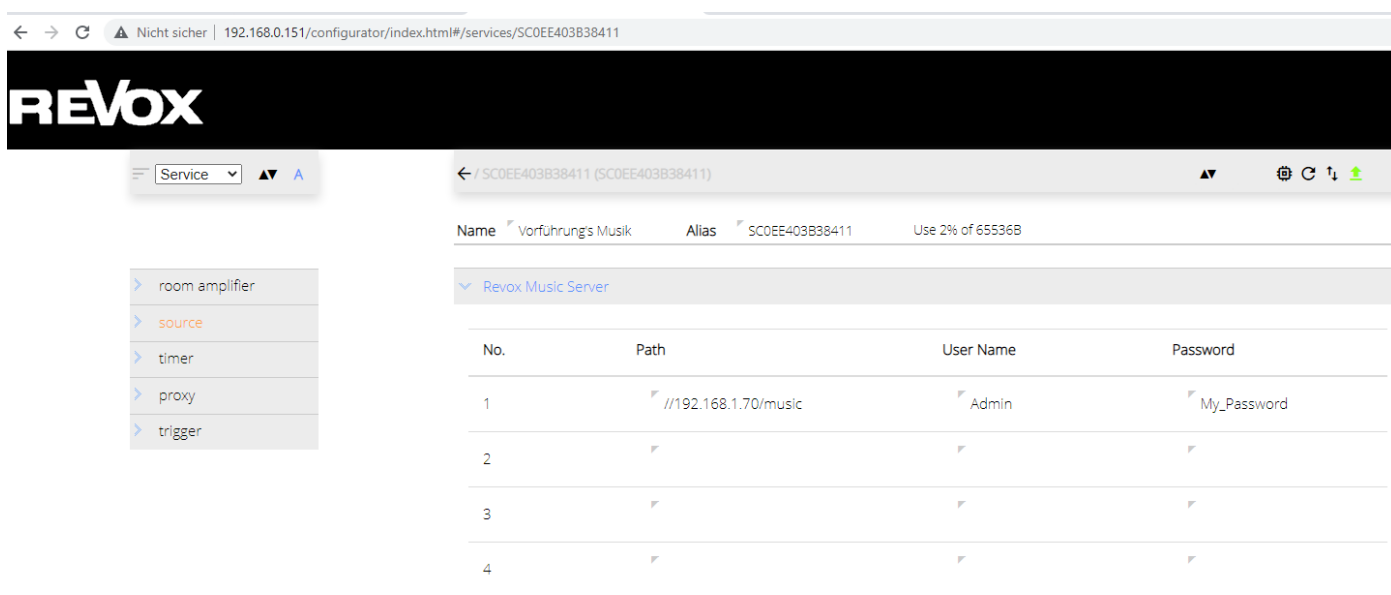 Nicht sicher | 192.168.0.151/configurator/index.html#/services/SC0EE403B38411
REVOX
Service A
/ SC0EE403B38411 (SC0EE403B38411)
Name Vorführung's Musik Alias SC0EE403B38411 Use 2% of 65536B
room amplifier
source
timer
proxy
trigger
Revox Music Server
No. Path User Name Password
1 //192.168.1.70/music Admin My_Password
2
3
4